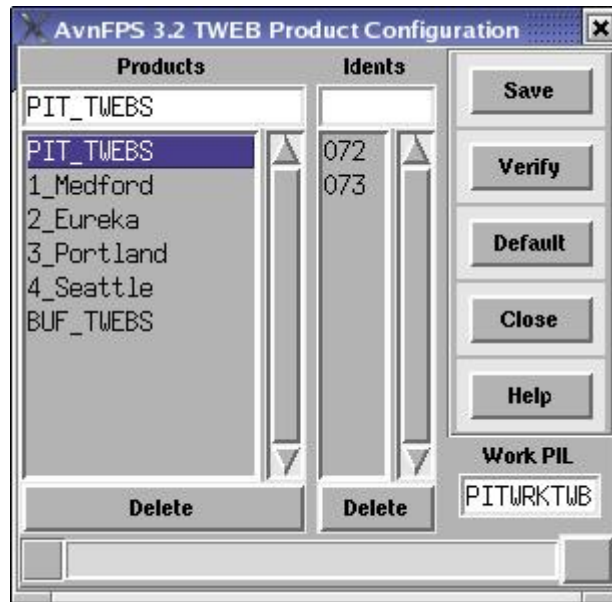 AvnFPS 3.2 TWEB Product Configuration
Products
PIT_TWEBS
PIT_TWEBS
1_Medford
2_Eureka
3_Portland
4_Seattle
BUF_TWEBS
Delete
Idents
072
073
Delete
Save
Verify
Default
Close
Help
Work PIL
PITWRKTWB